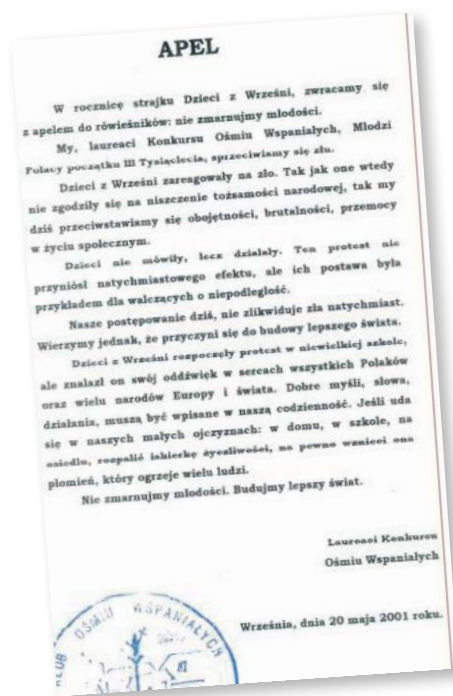 APEL
W rocznicę strajku Dzieci z Wrześni, zwracamy się
z apelem do rówieśników: nie zmarnujmy młodości.
My, laureaci Konkursu Ośmiu Wspaniałych, Młodzi
Polacy początku III Tysiąclecia, sprzeciwiamy się złu.
Dzieci z Wrześni zareagowały na zło. Tak jak one wtedy
nie zgodziły się na niszczenie tożsamości narodowej, tak my
dziś przeciwstawiamy się obojętności, brutalności, przemocy
w życiu społecznym.
Dzieci nie mówiły, lecz działały. Ten protest nie
przyniósł natychmiastowego efektu, ale ich postawa była
przykładem dla walczących o niepodległość.
Nasze postępowanie dziś, nie zlikwiduje zła natychmiast.
Wierzymy jednak, że przyczyni się do budowy lepszego świata.
Dzieci z Wrześni rozpoczęły protest w niewielkiej szkole,
ale znalazł on swój oddźwięk w sercach wszystkich Polaków
oraz wielu narodów Europy i świata. Dobre myśli, słowa,
działania, muszą być wpisane w naszą codzienność. Jeśli uda
się w naszych małych ojczyznach: w domu, w szkole, na
osiedlu, rozpalić iskierkę życzliwości, na pewno wznieci ona
płomień, który ogrzeje wielu ludzi.
Nie zmarnujmy młodości. Budujmy lepszy świat.
Laureaci Konkursu
Ośmiu Wspaniałych
Września, dnia 20 maja 2001 roku.
KLUB OŚMIU WSPANIAŁYCH